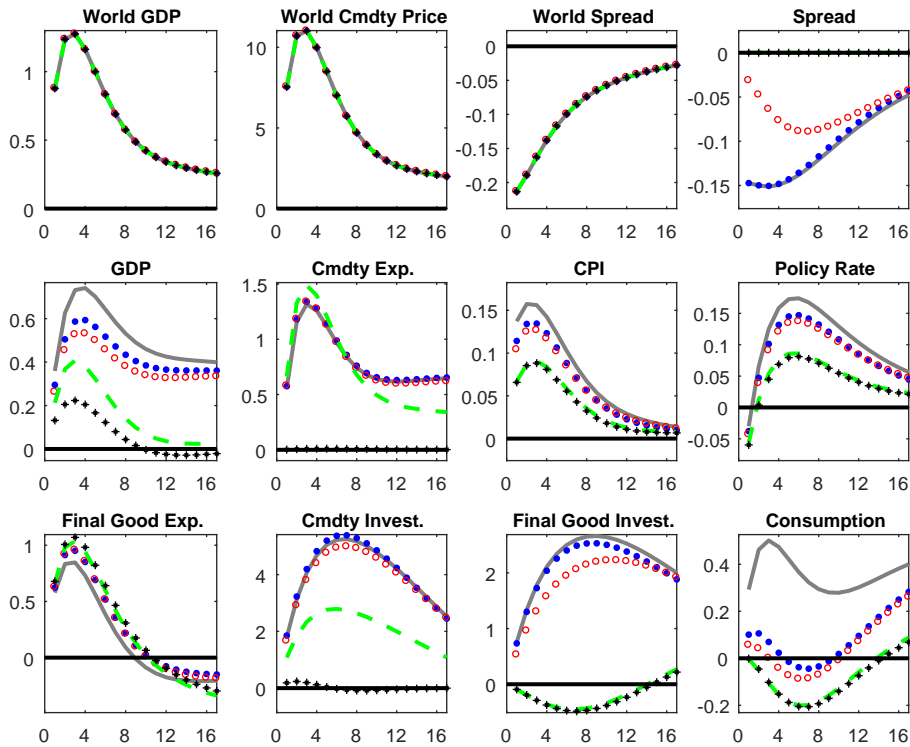 World GDP
World Cmdty Price
World Spread
Spread
1
0.5
0
0 4 8 12 16
10
5
0
0 4 8 12 16
0
-0.05
-0.1
-0.15
-0.2
0 4 8 12 16
0
-0.05
-0.1
-0.15
0 4 8 12 16
GDP
Cmdty Exp.
CPI
Policy Rate
0.6
0.4
0.2
0
0 4 8 12 16
1.5
1.0
0.5
0
0 4 8 12 16
0.15
0.10
0.05
0.00
0 4 8 12 16
0.15
0.10
0.05
0
-0.05
0 4 8 12 16
Final Good Exp.
Cmdty Invest.
Final Good Invest.
Consumption
1
0.5
0
0 4 8 12 16
4
2
0
0 4 8 12 16
2
1
0
0 4 8 12 16
0.4
0.2
0
-0.2
0 4 8 12 16